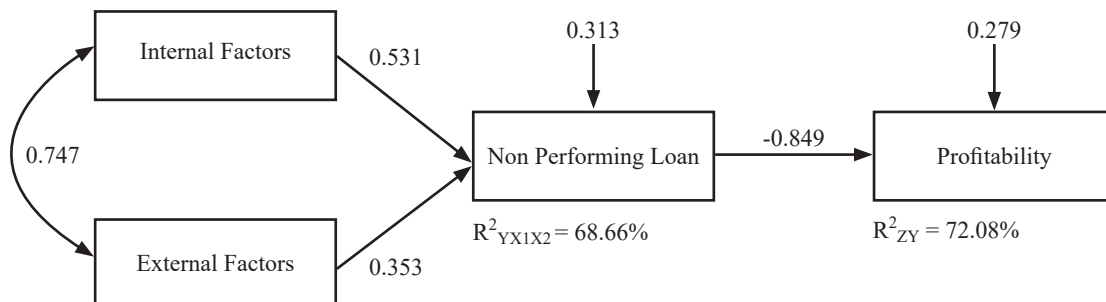 Internal Factors
0.531
0.313
0.279
0.747
Non Performing Loan
-0.849
Profitability
R²YX1X2 = 68.66%
R²ZY = 72.08%
External Factors
0.353